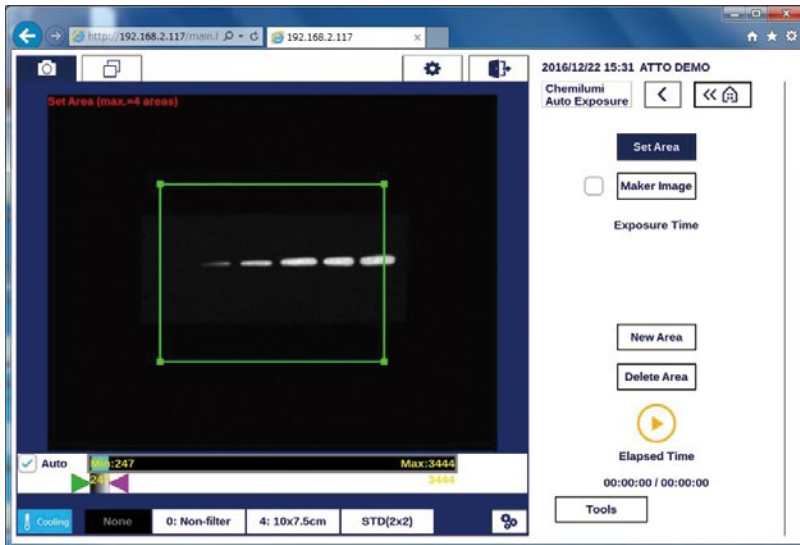 http://192.168.2.117/main.h
192.168.2.117
2016/12/22 15:31 ATTO DEMO
Chemilumi
Auto Exposure
Set Area (max.=4 areas)
Set Area
Maker Image
Exposure Time
New Area
Delete Area
Elapsed Time
00:00:00 / 00:00:00
Tools
Auto
Min:247
Max:3444
3444
Cooling
None
0: Non-filter
4: 10x7.5cm
STD(2x2)